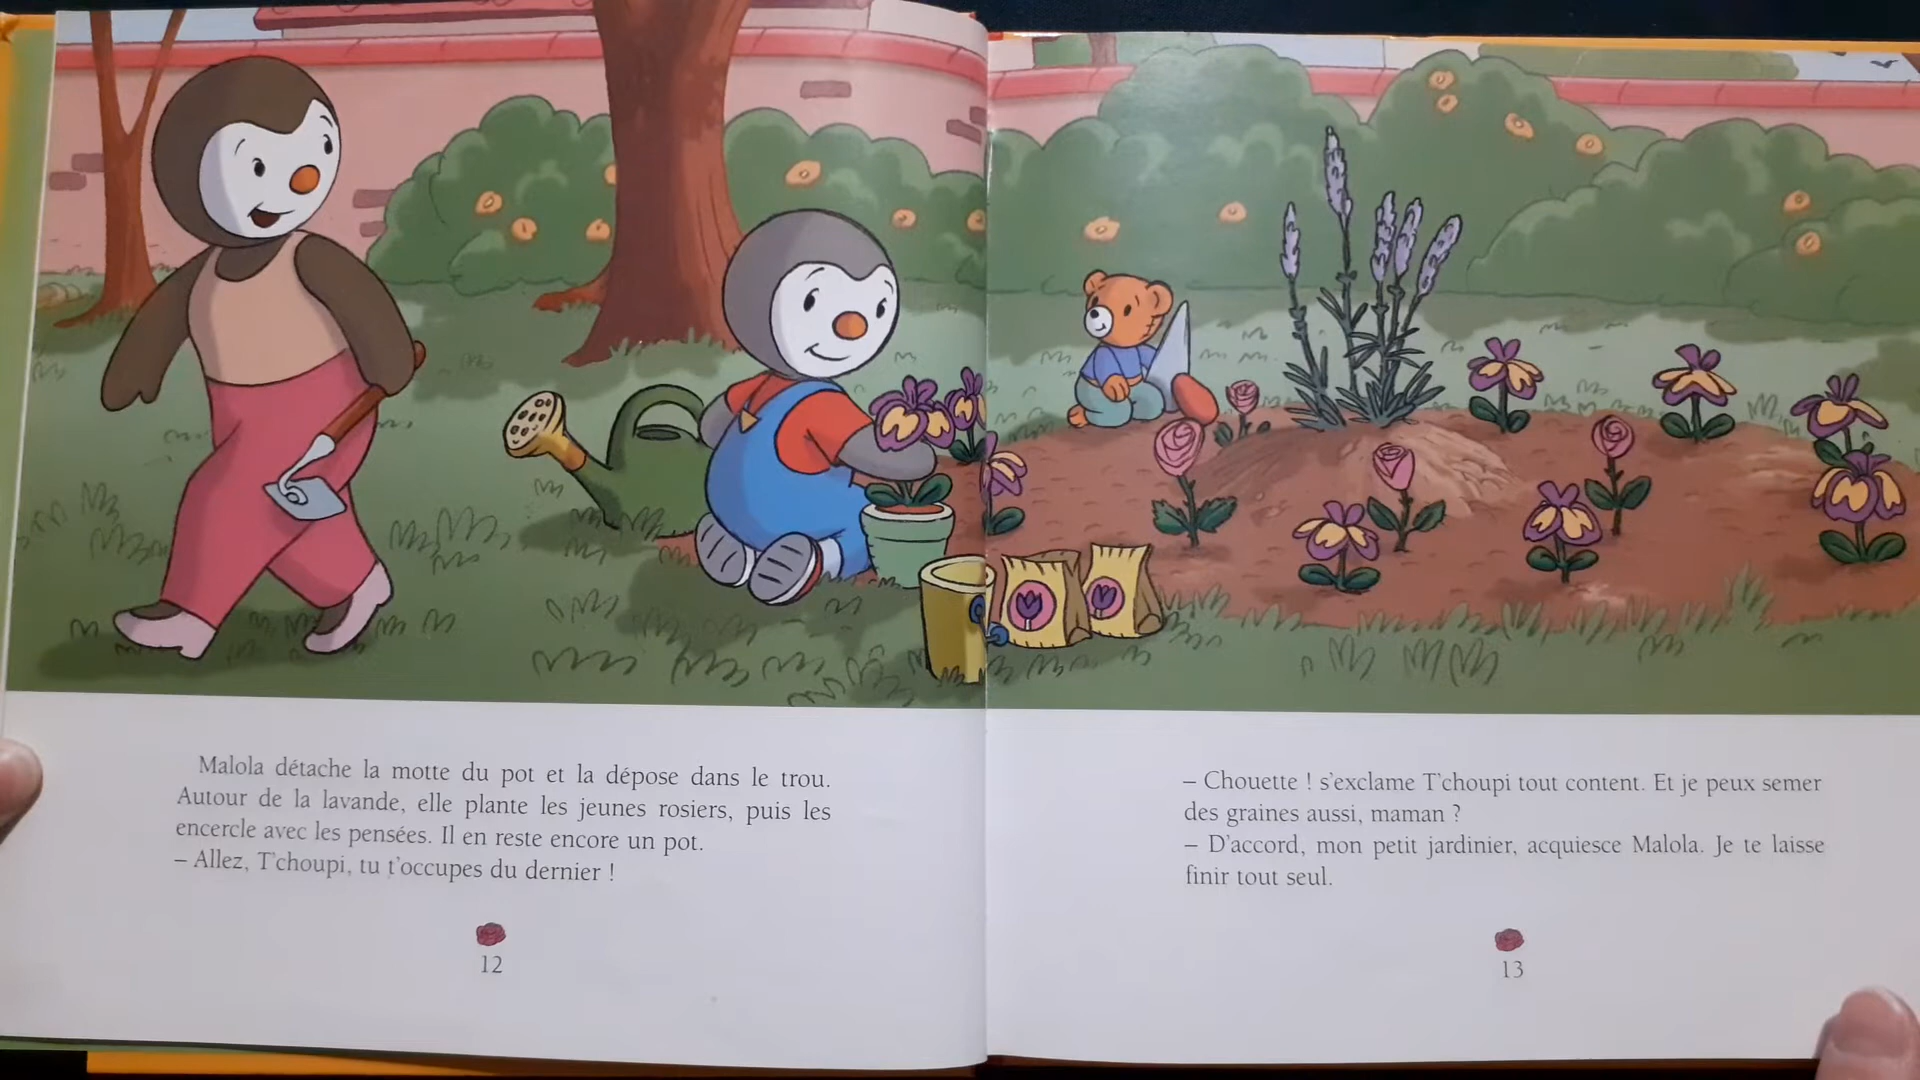 Malola détache la motte du pot et la dépose dans le trou.
Autour de la lavande, elle plante les jeunes rosiers, puis les
encercle avec les pensées. Il en reste encore un pot.
– Allez, T'choupi, tu t'occupes du dernier !
12
– Chouette ! s'exclame T'choupi tout content. Et je peux semer
des graines aussi, maman ?
– D'accord, mon petit jardinier, acquiesce Malola. Je te laisse
finir tout seul.
13